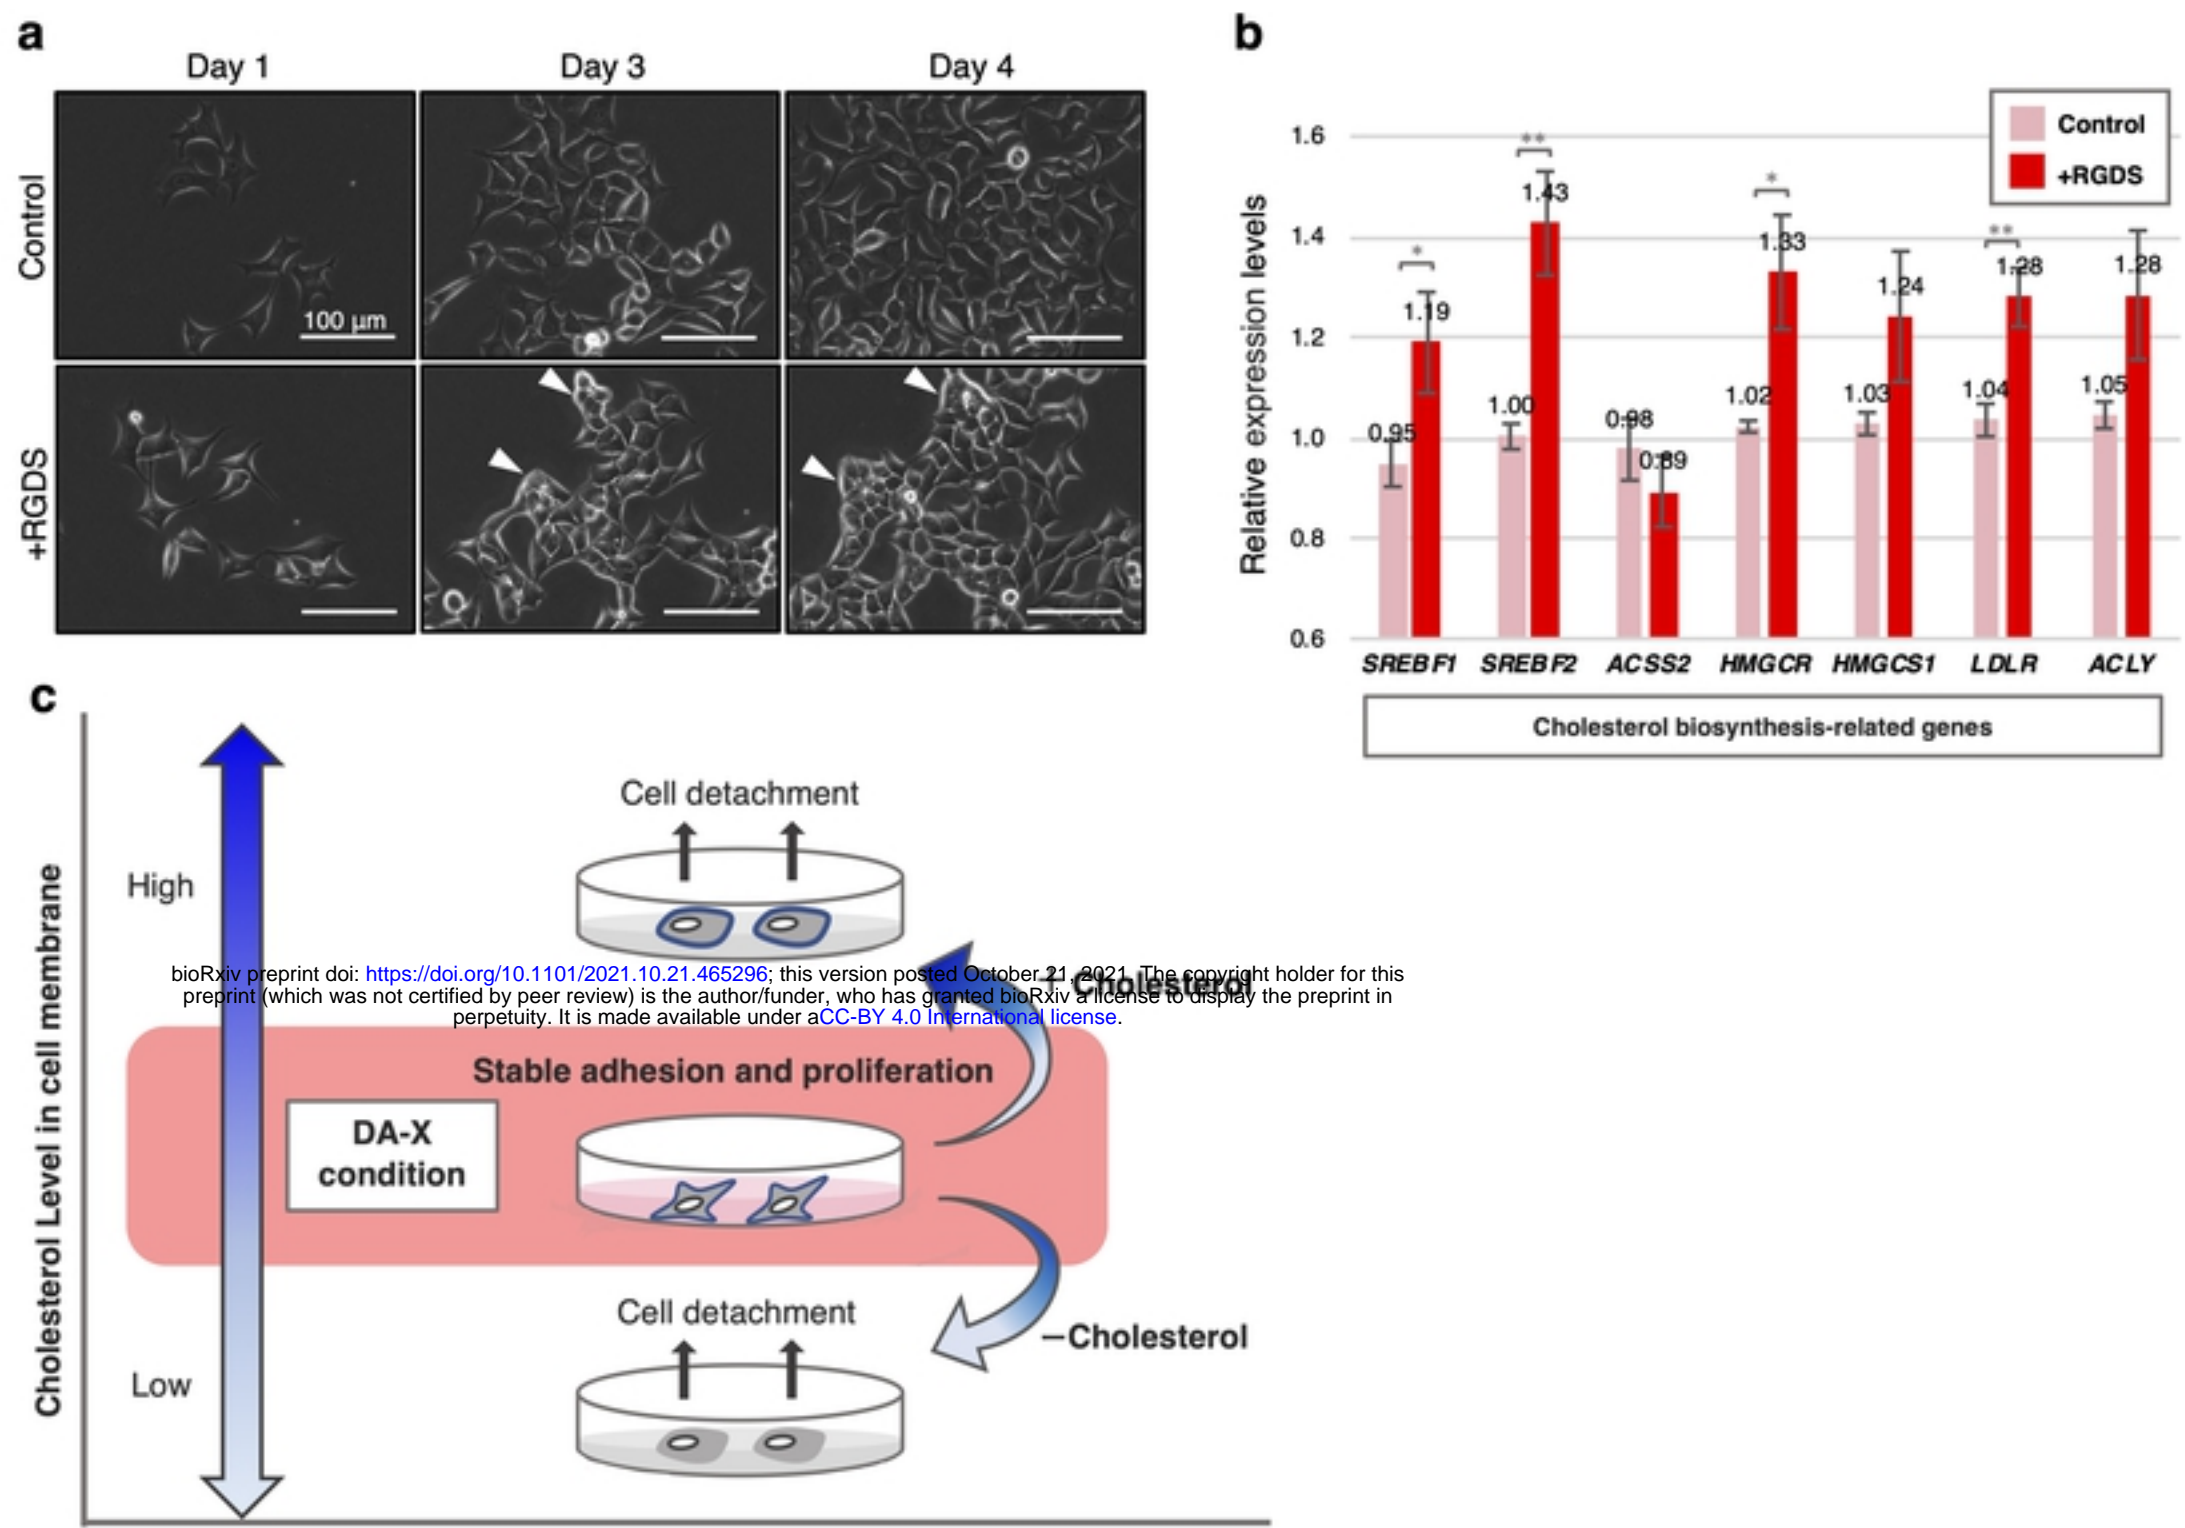 a
Day 1
Day 3
Day 4
Control
100 µm
+RGDS
b
Control
+RGDS
Relative expression levels
1.6
1.4
1.2
1.0
0.8
0.6
0.95
1.19
*
1.00
1.43
**
0.98
0.89
1.02
1.33
*
1.03
1.24
1.04
1.28
**
1.05
1.28
SREBF1
SREBF2
ACSS2
HMGCR
HMGCS1
LDLR
ACLY
Cholesterol biosynthesis-related genes
c
Cholesterol Level in cell membrane
High
Cell detachment
+Cholesterol
bioRxiv preprint doi: https://doi.org/10.1101/2021.10.21.465296; this version posted October 21, 2021. The copyright holder for this
preprint (which was not certified by peer review) is the author/funder, who has granted bioRxiv a license to display the preprint in
perpetuity. It is made available under aCC-BY 4.0 International license.
Stable adhesion and proliferation
DA-X
condition
Cell detachment
−Cholesterol
Low